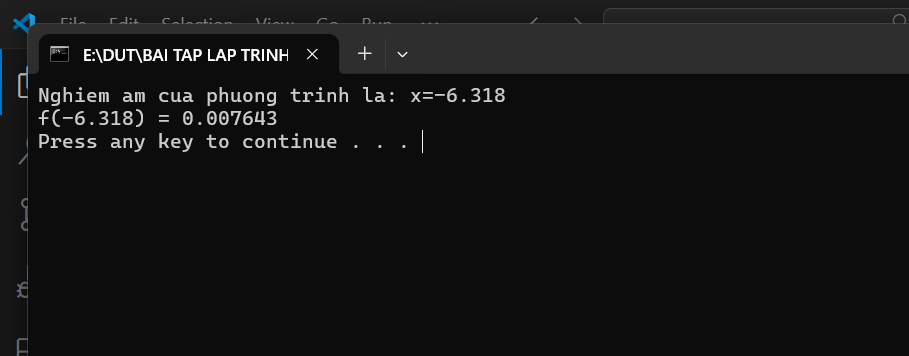 File Edit Selection View Go Run ...
E:\DUT\BAI TAP LAP TRINH
Nghiem am cua phuong trinh la: x=-6.318
f(-6.318) = 0.007643
Press any key to continue . . .